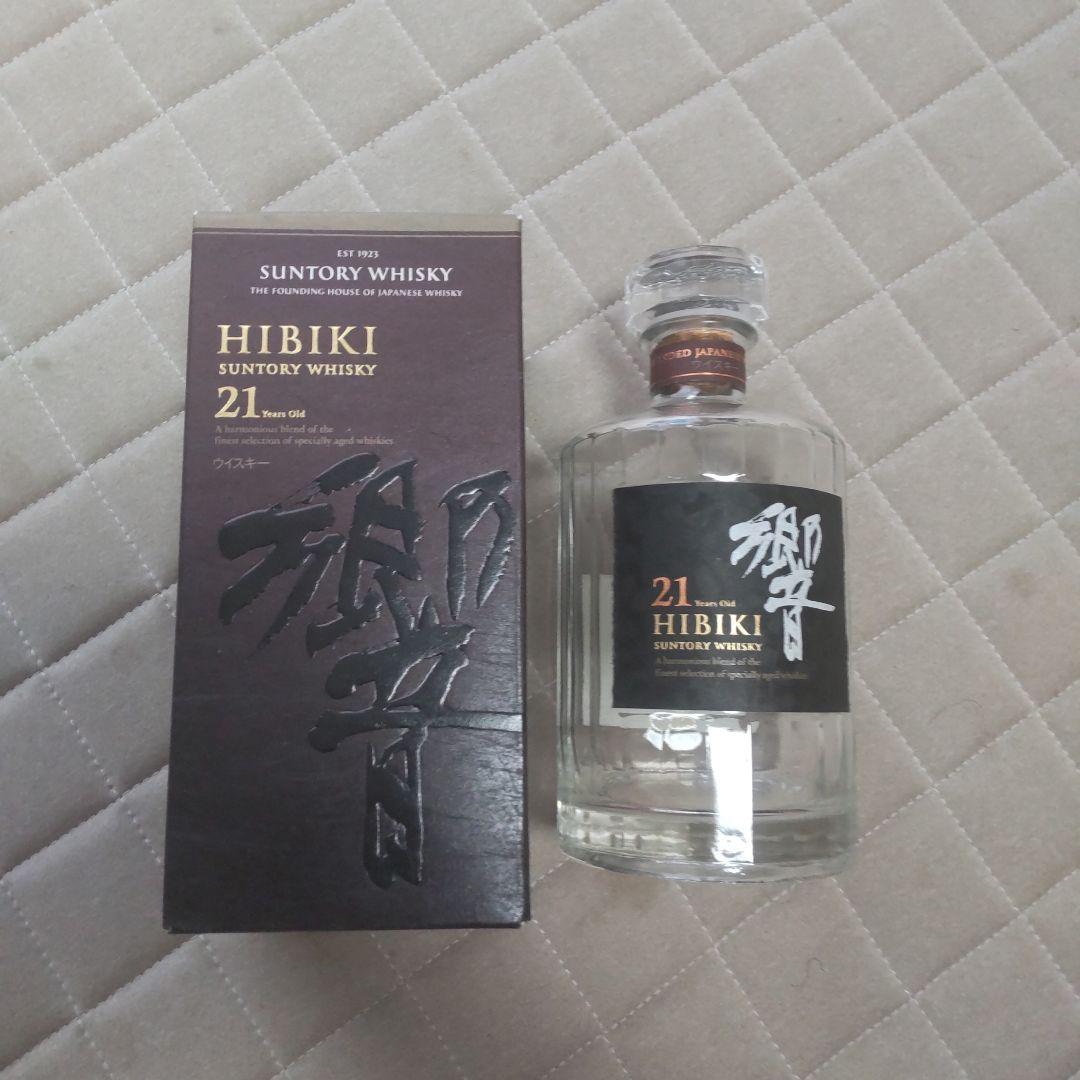 EST 1923
SUNTORY WHISKY
THE FOUNDING HOUSE OF JAPANESE WHISKY
HIBIKI
SUNTORY WHISKY
21 Years Old
A harmonious blend of the
finest selection of specially aged whiskies
ウイスキー
響
JAPANESE
ウイスキー
響
21 Years Old
HIBIKI
SUNTORY WHISKY
A harmonious blend of the
finest selection of specially aged whiskies